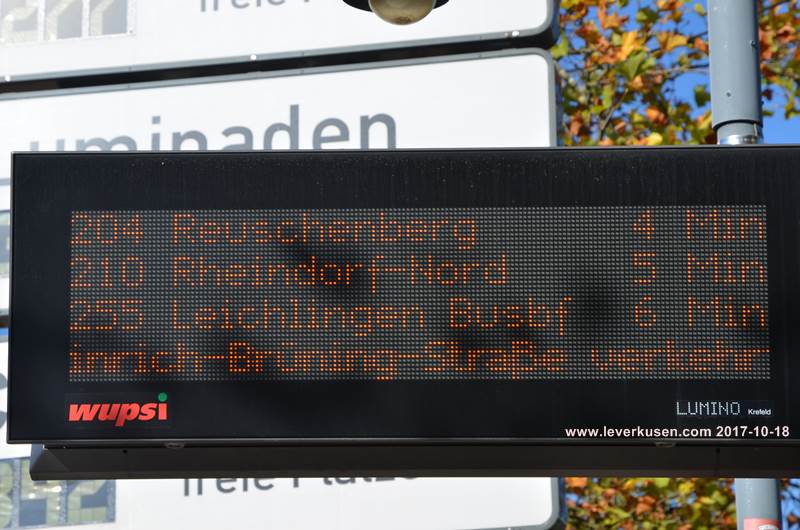 freie
uminaden
204 Reuschenberg 4 Min
210 Rheindorf-Nord 5 Min
255 Leichlingen Busbf 6 Min
inrich-Brüning-Straße verkehr
wupsi
LUMINO Krefeld
www.leverkusen.com 2017-10-18
freie Plätze